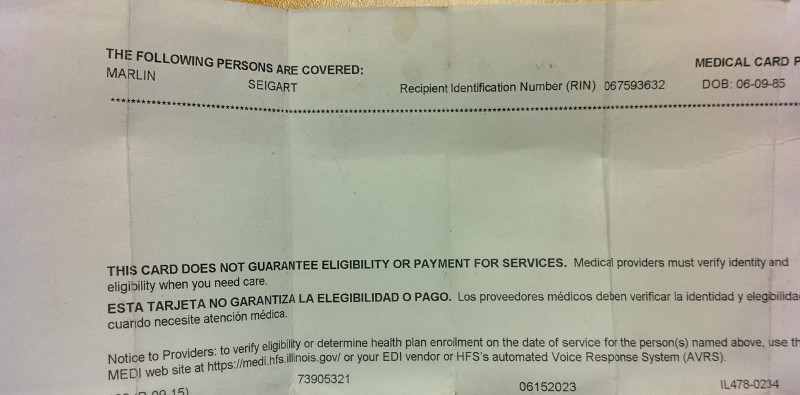 THE FOLLOWING PERSONS ARE COVERED: MEDICAL CARD P
MARLIN SEIGART Recipient Identification Number (RIN) 067593632 DOB: 06-09-85
********************************************************************************
THIS CARD DOES NOT GUARANTEE ELIGIBILITY OR PAYMENT FOR SERVICES. Medical providers must verify identity and
eligibility when you need care.
ESTA TARJETA NO GARANTIZA LA ELEGIBILIDAD O PAGO. Los proveedores médicos deben verificar la identidad y elegibilida
cuando necesite atención médica.
Notice to Providers: to verify eligibility or determine health plan enrollment on the date of service for the person(s) named above, use th
MEDI web site at https://medi.hfs.illinois.gov/ or your EDI vendor or HFS's automated Voice Response System (AVRS).
73905321 06152023 IL478-0234